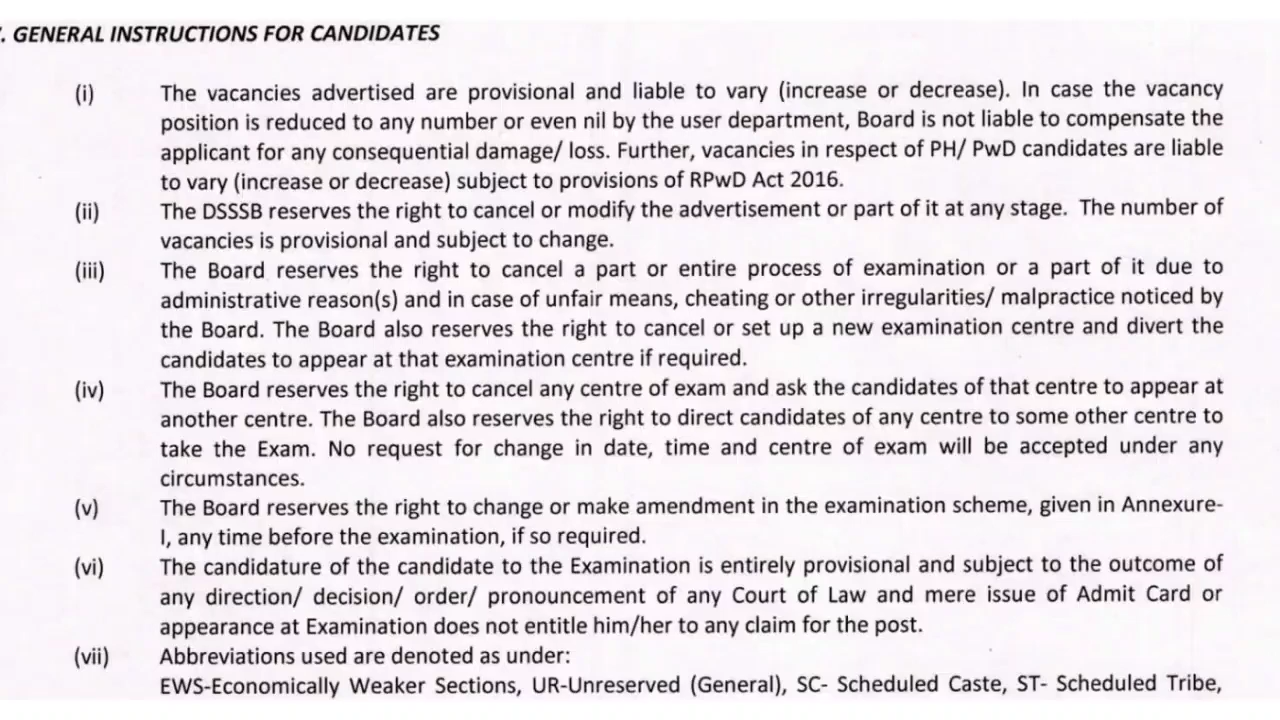 . GENERAL INSTRUCTIONS FOR CANDIDATES
(i) The vacancies advertised are provisional and liable to vary (increase or decrease). In case the vacancy
position is reduced to any number or even nil by the user department, Board is not liable to compensate the
applicant for any consequential damage/ loss. Further, vacancies in respect of PH/ PwD candidates are liable
to vary (increase or decrease) subject to provisions of RPwD Act 2016.
(ii) The DSSSB reserves the right to cancel or modify the advertisement or part of it at any stage. The number of
vacancies is provisional and subject to change.
(iii) The Board reserves the right to cancel a part or entire process of examination or a part of it due to
administrative reason(s) and in case of unfair means, cheating or other irregularities/ malpractice noticed by
the Board. The Board also reserves the right to cancel or set up a new examination centre and divert the
candidates to appear at that examination centre if required.
(iv) The Board reserves the right to cancel any centre of exam and ask the candidates of that centre to appear at
another centre. The Board also reserves the right to direct candidates of any centre to some other centre to
take the Exam. No request for change in date, time and centre of exam will be accepted under any
circumstances.
(v) The Board reserves the right to change or make amendment in the examination scheme, given in Annexure-
I, any time before the examination, if so required.
(vi) The candidature of the candidate to the Examination is entirely provisional and subject to the outcome of
any direction/ decision/ order/ pronouncement of any Court of Law and mere issue of Admit Card or
appearance at Examination does not entitle him/her to any claim for the post.
(vii) Abbreviations used are denoted as under:
EWS-Economically Weaker Sections, UR-Unreserved (General), SC- Scheduled Caste, ST- Scheduled Tribe,